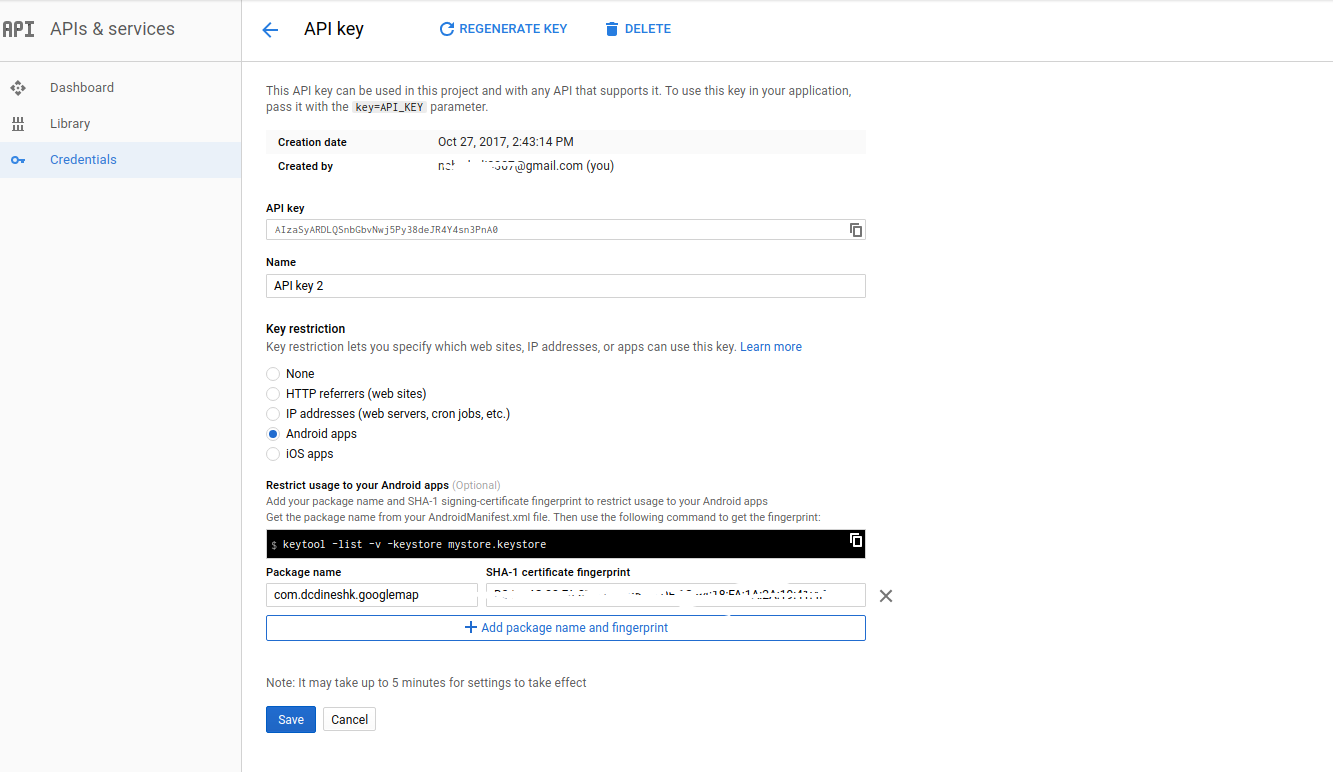 API APIs & services
API key
REGENERATE KEY
DELETE
Dashboard
Library
Credentials
This API key can be used in this project and with any API that supports it. To use this key in your application,
pass it with the key=API_KEY parameter.
Creation date Oct 27, 2017, 2:43:14 PM
Created by @gmail.com (you)
API key
AIzaSyARDLQSnbGbvNwj5Py38deJR4Y4sn3PnA0
Name
API key 2
Key restriction
Key restriction lets you specify which web sites, IP addresses, or apps can use this key. Learn more
None
HTTP referrers (web sites)
IP addresses (web servers, cron jobs, etc.)
Android apps
iOS apps
Restrict usage to your Android apps (Optional)
Add your package name and SHA-1 signing-certificate fingerprint to restrict usage to your Android apps
Get the package name from your AndroidManifest.xml file. Then use the following command to get the fingerprint:
$ keytool -list -v -keystore mystore.keystore
Package name SHA-1 certificate fingerprint
com.dcdineshk.googlemap
+ Add package name and fingerprint
Note: It may take up to 5 minutes for settings to take effect
Save Cancel